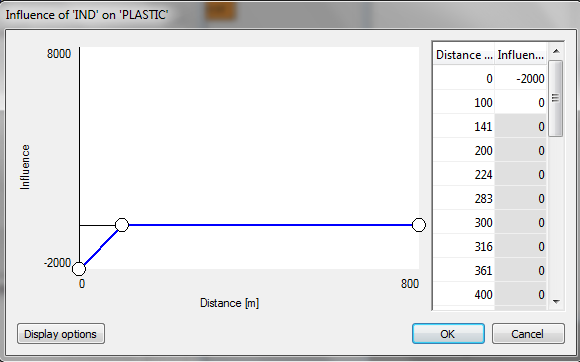 Influence of 'IND' on 'PLASTIC'
8000
Influence
-2000
0
800
Distance [m]
Distance ... Influen...
0 -2000
100 0
141 0
200 0
224 0
283 0
300 0
316 0
361 0
400 0
Display options
OK
Cancel